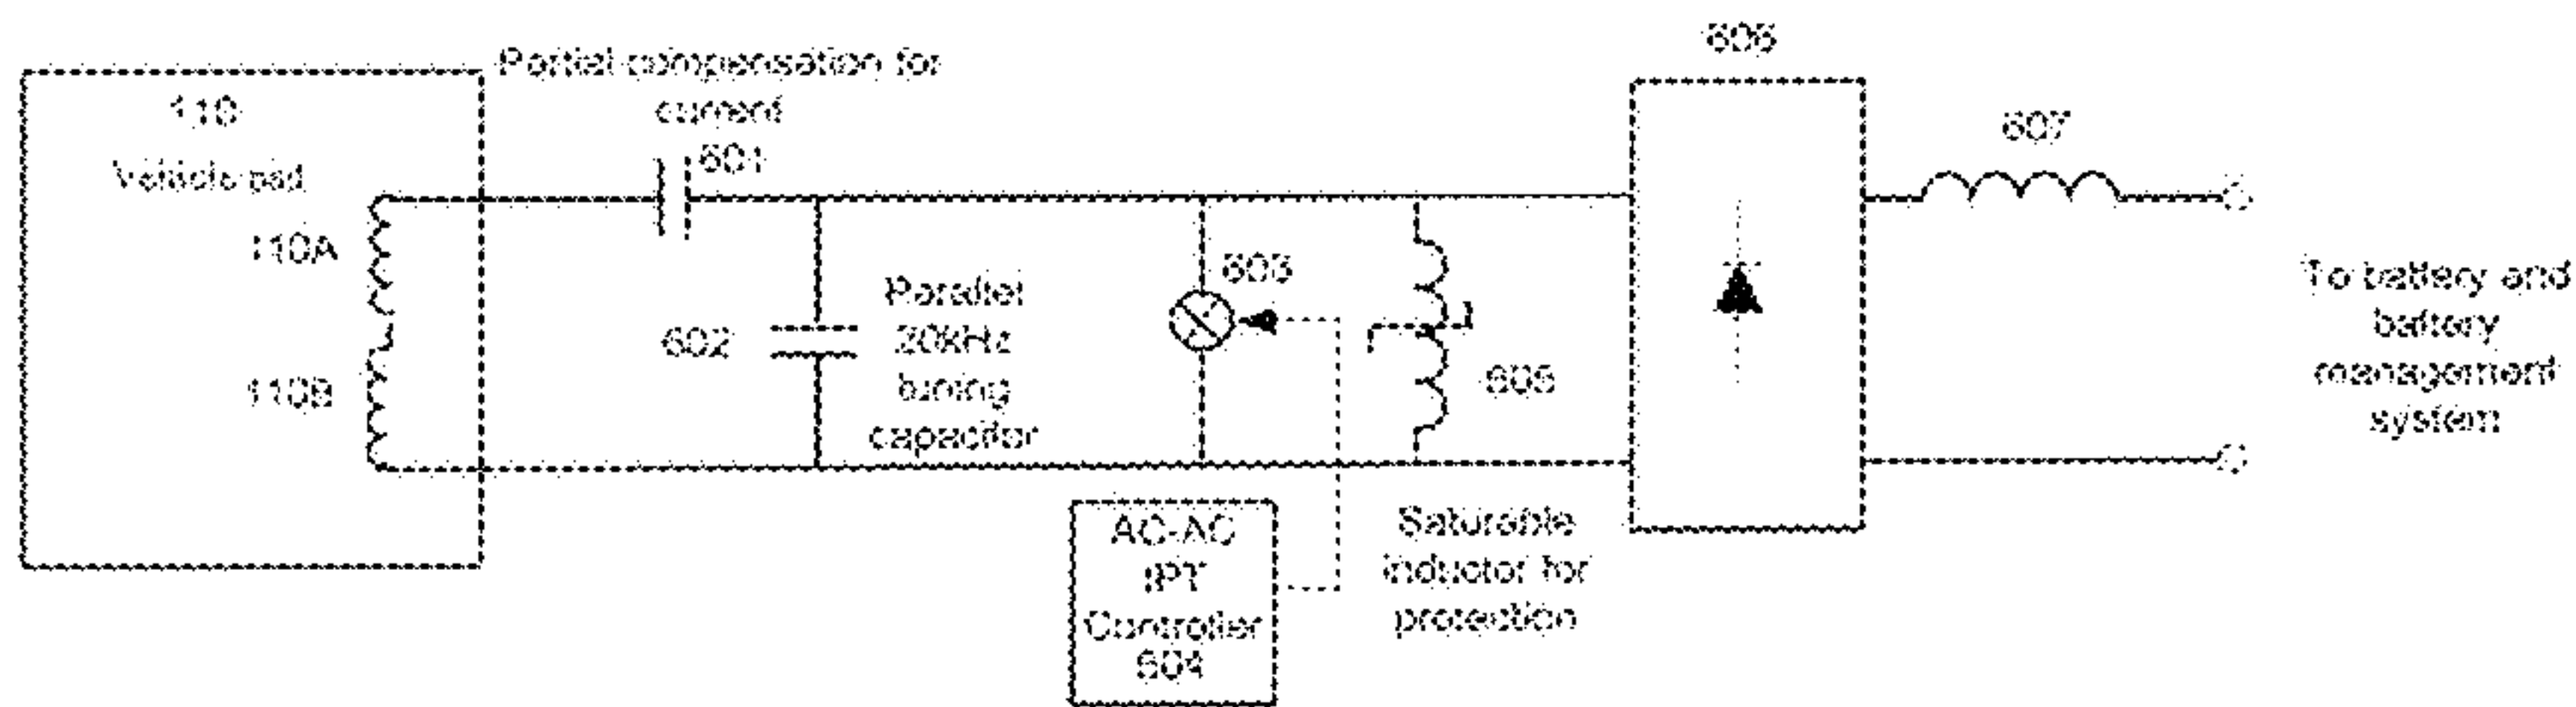 606
Partial compensation for
current
601
110
Vehicle pad
607
110A
603
Parallel
20kHz
tuning
capacitor
602
To battery and
battery
management
system
110B
605
AC-AC
IPT
Controller
604
Saturable
inductor for
protection